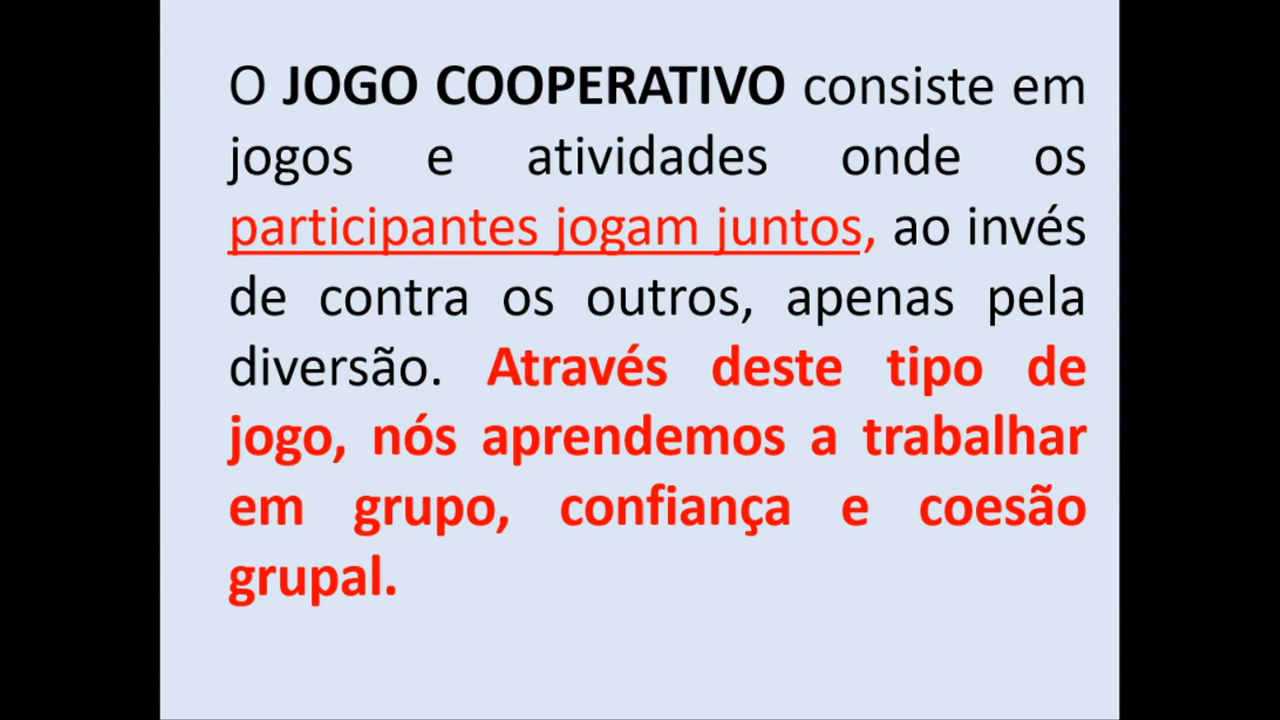 O JOGO COOPERATIVO consiste em
jogos e atividades onde os
participantes jogam juntos, ao invés
de contra os outros, apenas pela
diversão. Através deste tipo de
jogo, nós aprendemos a trabalhar
em grupo, confiança e coesão
grupal.